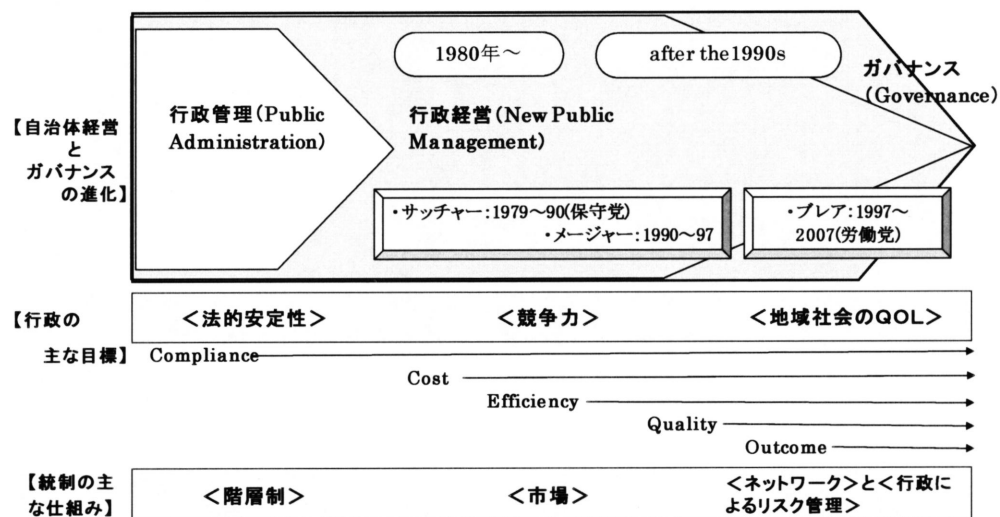 1980年～
after the1990s
ガバナンス
(Governance)
行政管理(Public
Administration)
行政経営(New Public
Management)
【自治体経営
と
ガバナンス
の進化】
・サッチャー：1979～90(保守党)
・メージャー：1990～97
・ブレア：1997～
2007(労働党)
【行政の
主な目標】
＜法的安定性＞
＜競争力＞
＜地域社会のQOL＞
Compliance
Cost
Efficiency
Quality
Outcome
【統制の主
な仕組み】
＜階層制＞
＜市場＞
＜ネットワーク＞と＜行政に
よるリスク管理＞